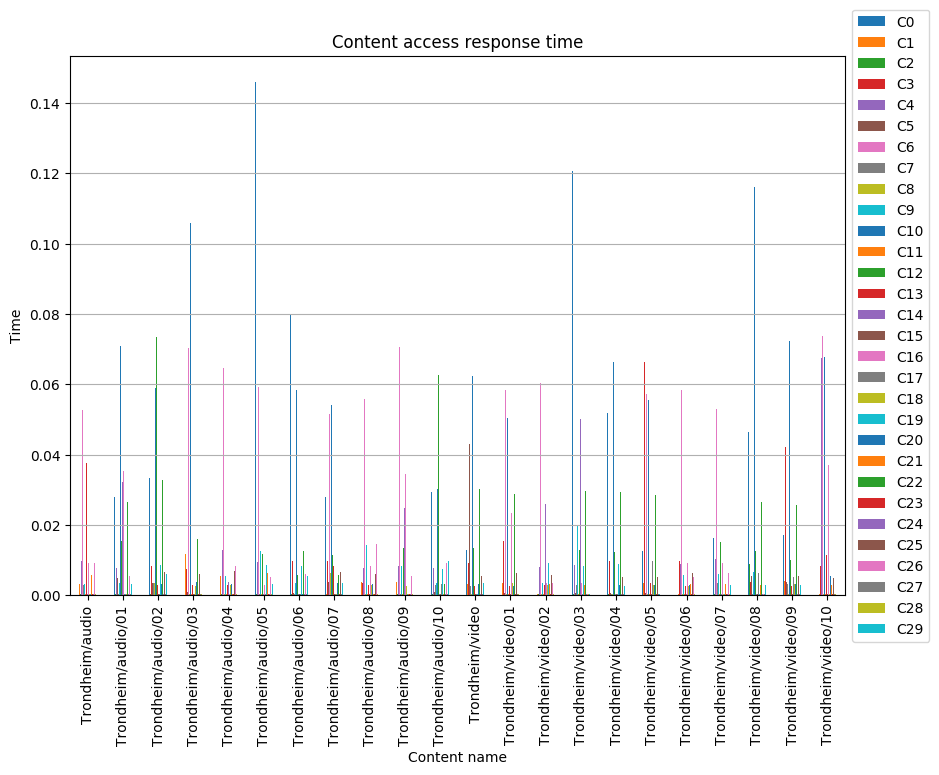 Content access response time
Time
0.14
0.12
0.10
0.08
0.06
0.04
0.02
0.00
Trondheim/audio
Trondheim/audio/01
Trondheim/audio/02
Trondheim/audio/03
Trondheim/audio/04
Trondheim/audio/05
Trondheim/audio/06
Trondheim/audio/07
Trondheim/audio/08
Trondheim/audio/09
Trondheim/audio/10
Trondheim/video
Trondheim/video/01
Trondheim/video/02
Trondheim/video/03
Trondheim/video/04
Trondheim/video/05
Trondheim/video/06
Trondheim/video/07
Trondheim/video/08
Trondheim/video/09
Trondheim/video/10
Content name
C0
C1
C2
C3
C4
C5
C6
C7
C8
C9
C10
C11
C12
C13
C14
C15
C16
C17
C18
C19
C20
C21
C22
C23
C24
C25
C26
C27
C28
C29